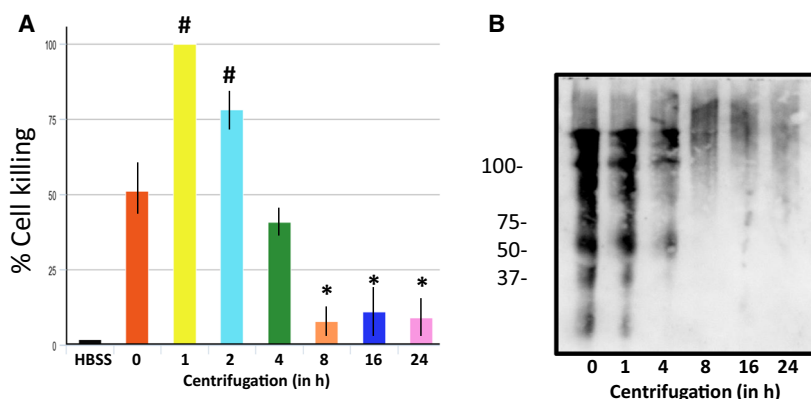 A
% Cell killing
100
75
50
25
0
#
#
*
*
*
HBSS 0 1 2 4 8 16 24
Centrifugation (in h)
B
100-
75-
50-
37-
0 1 4 8 16 24
Centrifugation (in h)